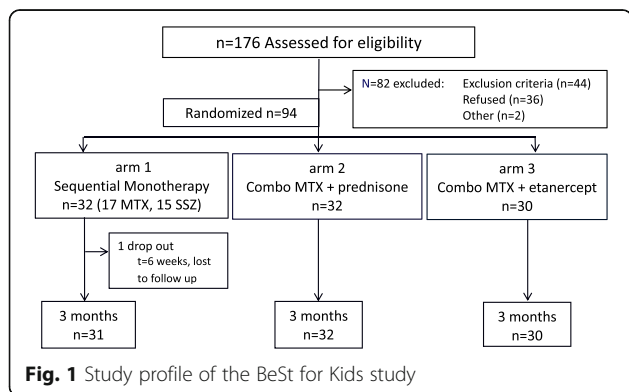 n=176 Assessed for eligibility
N=82 excluded: Exclusion criteria (n=44)
Refused (n=36)
Other (n=2)
Randomized n=94
arm 1
Sequential Monotherapy
n=32 (17 MTX, 15 SSZ)
arm 2
Combo MTX + prednisone
n=32
arm 3
Combo MTX + etanercept
n=30
1 drop out
t=6 weeks, lost
to follow up
3 months
n=31
3 months
n=32
3 months
n=30
Fig. 1 Study profile of the BeSt for Kids study